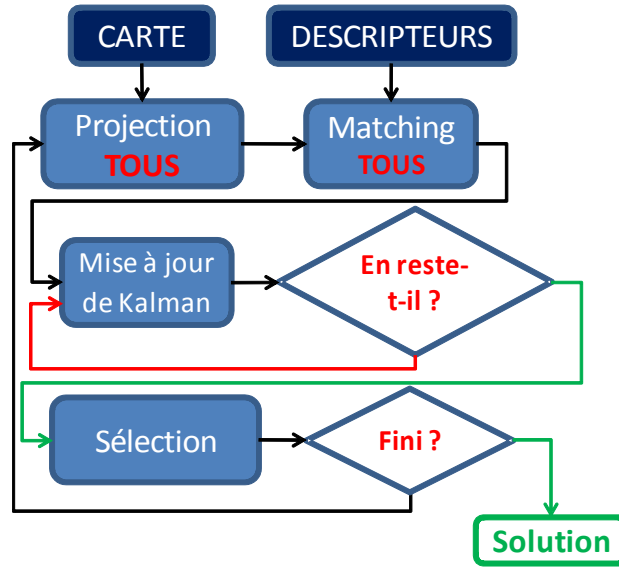 CARTE
DESCRIPTEURS
Projection
TOUS
Matching
TOUS
Mise à jour
de Kalman
En reste-
t-il ?
Sélection
Fini ?
Solution